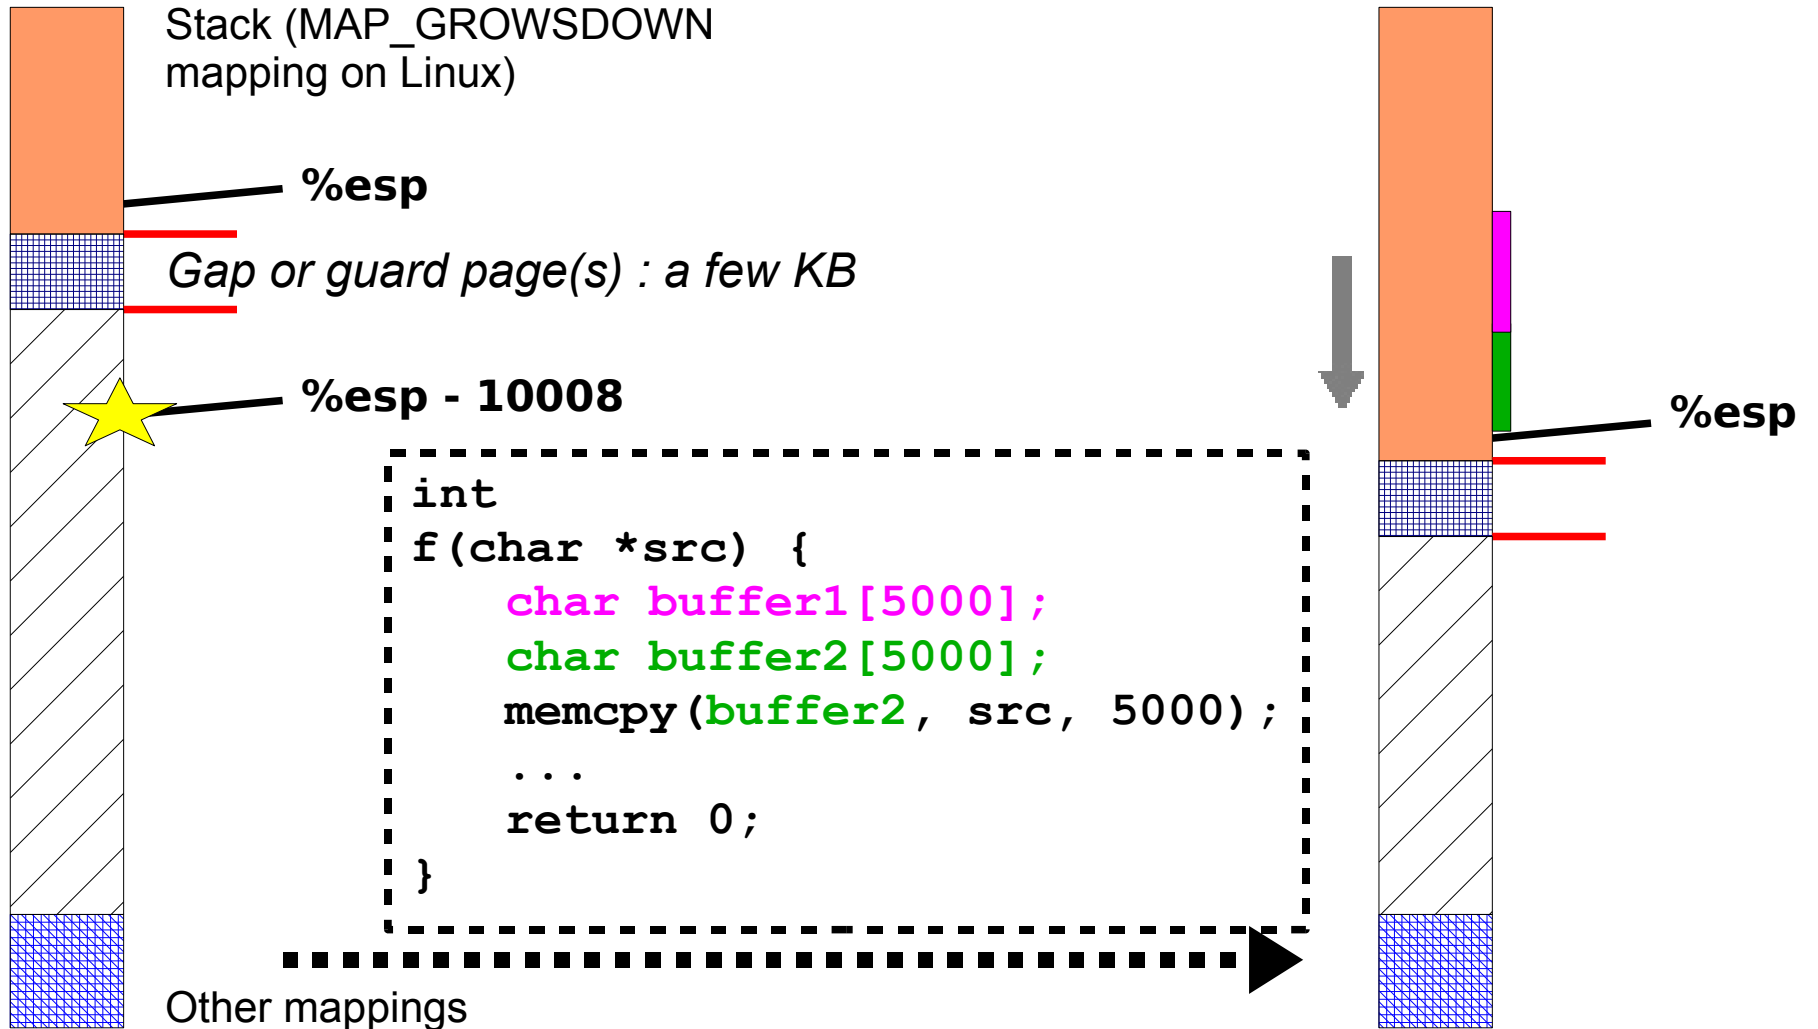 Stack (MAP_GROWSDOWN
mapping on Linux)
%esp
Gap or guard page(s) : a few KB
%esp - 10008
%esp
int
f(char *src) {
char buffer1[5000];
char buffer2[5000];
memcpy(buffer2, src, 5000);
...
return 0;
}
Other mappings